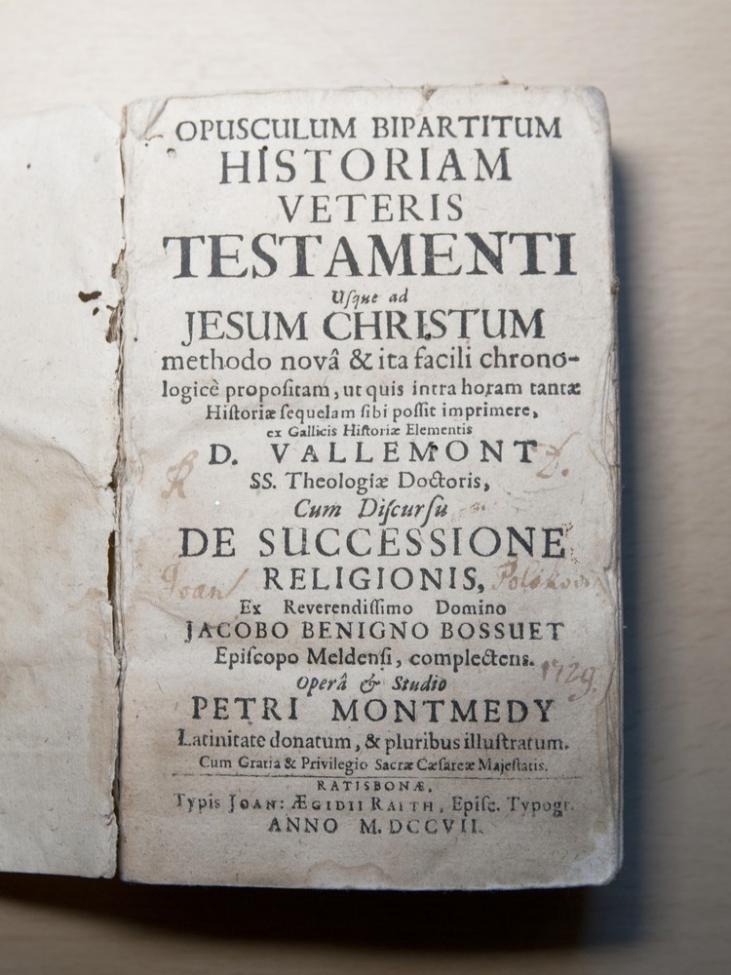 OPUSCULUM BIPARTITUM
HISTORIAM
VETERIS
TESTAMENTI
Uſque ad
JESUM CHRISTUM
methodo novâ & ita facili chrono-
logicè propoſitam, ut quis intra horam tantæ
Hiſtoriæ ſequelam ſibi poſſit imprimere,
ex Gallicis Hiſtoriæ Elementis
D. VALLEMONT
SS. Theologiæ Doctoris,
Cum Diſcurſu
DE SUCCESSIONE
RELIGIONIS,
Joan
Ex Reverendiſſimo Domino
JACOBO BENIGNO BOSSUET
Epiſcopo Meldenſi, complectens.
1729.
Operâ & Studio
PETRI MONTMEDY
Latinitate donatum, & pluribus illuſtratum.
Cum Gratia & Privilegio Sacræ Cæſareæ Majeſtatis.
RATISBONÆ,
Typis JOAN: ÆGIDII RAITH, Epiſc. Typogr.
ANNO M. DCCVII.